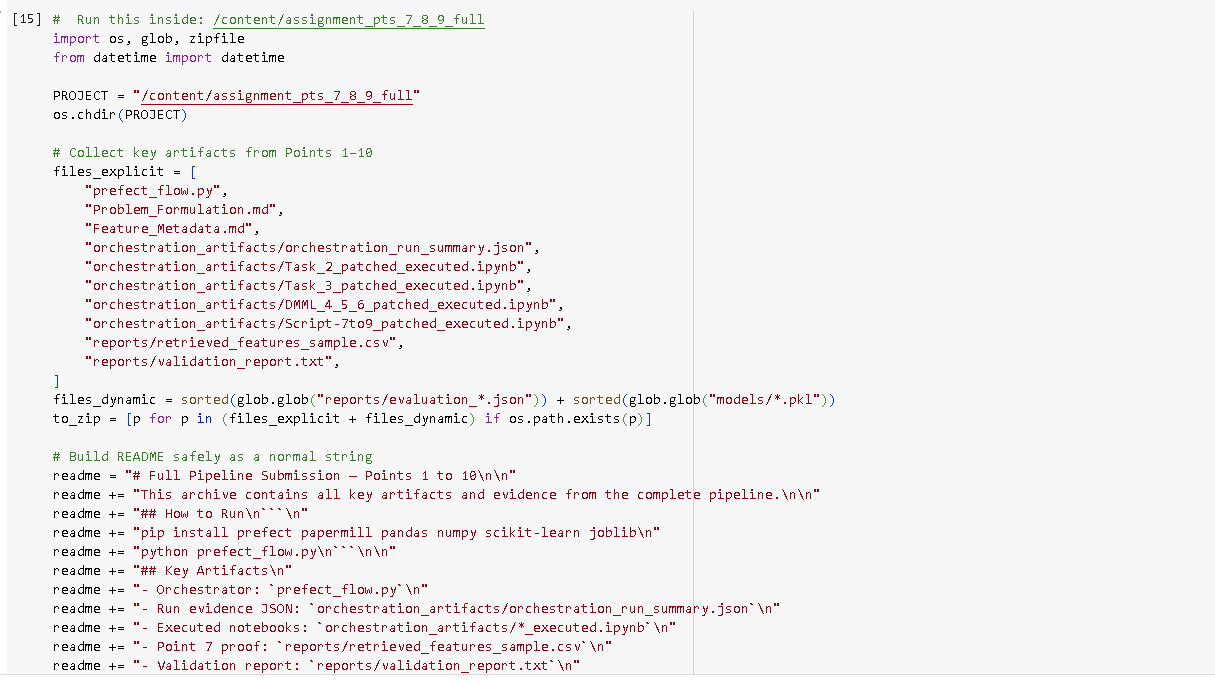 [15] #  Run this inside: /content/assignment_pts_7_8_9_full
import os, glob, zipfile
from datetime import datetime
PROJECT = "/content/assignment_pts_7_8_9_full"
os.chdir(PROJECT)
# Collect key artifacts from Points 1–10
files_explicit = [
    "prefect_flow.py",
    "Problem_Formulation.md",
    "Feature_Metadata.md",
    "orchestration_artifacts/orchestration_run_summary.json",
    "orchestration_artifacts/Task_2_patched_executed.ipynb",
    "orchestration_artifacts/Task_3_patched_executed.ipynb",
    "orchestration_artifacts/DMML_4_5_6_patched_executed.ipynb",
    "orchestration_artifacts/Script-7to9_patched_executed.ipynb",
    "reports/retrieved_features_sample.csv",
    "reports/validation_report.txt",
]
files_dynamic = sorted(glob.glob("reports/evaluation_*.json")) + sorted(glob.glob("models/*.pkl"))
to_zip = [p for p in (files_explicit + files_dynamic) if os.path.exists(p)]
# Build README safely as a normal string
readme = "# Full Pipeline Submission — Points 1 to 10\n\n"
readme += "This archive contains all key artifacts and evidence from the complete pipeline.\n\n"
readme += "## How to Run\n```\n"
readme += "pip install prefect papermill pandas numpy scikit-learn joblib\n"
readme += "python prefect_flow.py\n```\n\n"
readme += "## Key Artifacts\n"
readme += "- Orchestrator: `prefect_flow.py`\n"
readme += "- Run evidence JSON: `orchestration_artifacts/orchestration_run_summary.json`\n"
readme += "- Executed notebooks: `orchestration_artifacts/*_executed.ipynb`\n"
readme += "- Point 7 proof: `reports/retrieved_features_sample.csv`\n"
readme += "- Validation report: `reports/validation_report.txt`\n"